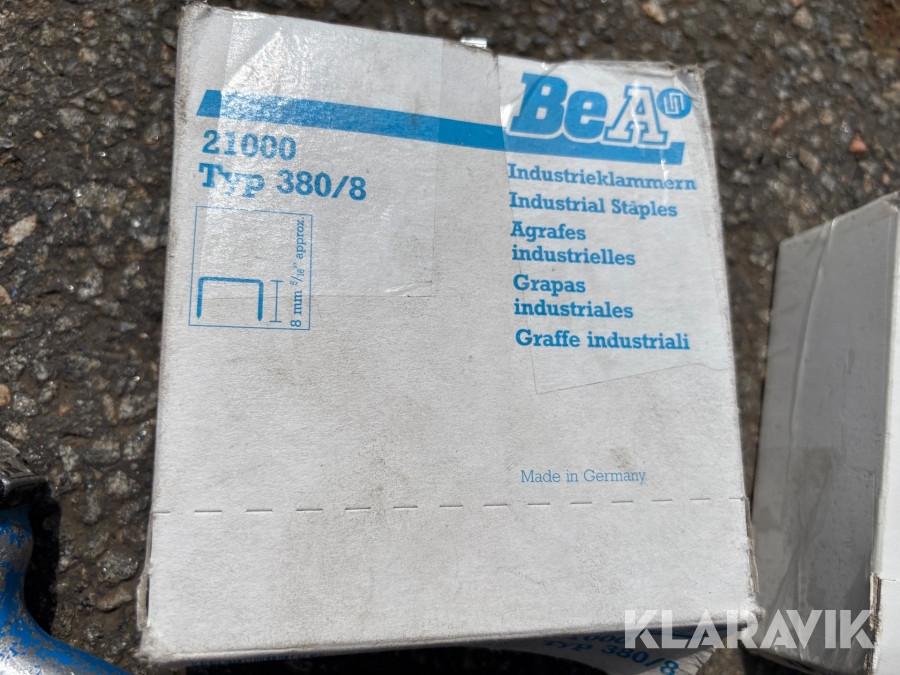 BeA
21000
Typ 380/8
8 mm 5/16" approx.
Industrieklammern
Industrial Staples
Agrafes
industrielles
Grapas
industriales
Graffe industriali
Made in Germany
Typ 380/8
KLARAVIK